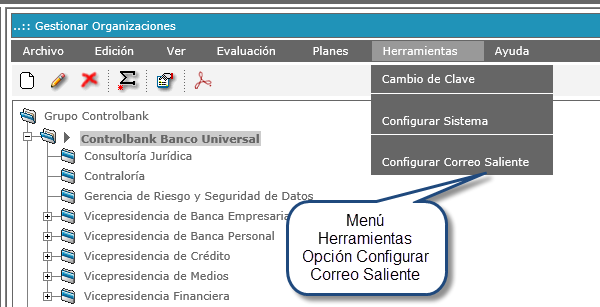 ..:: Gestionar Organizaciones
Archivo Edición Ver Evaluación Planes Herramientas Ayuda
Cambio de Clave
Configurar Sistema
Configurar Correo Saliente
Grupo Controlbank
Controlbank Banco Universal
Consultoría Jurídica
Contraloría
Gerencia de Riesgo y Seguridad de Datos
Vicepresidencia de Banca Empresaria
Vicepresidencia de Banca Personal
Vicepresidencia de Crédito
Vicepresidencia de Medios
Vicepresidencia Financiera
Menú
Herramientas
Opción Configurar
Correo Saliente